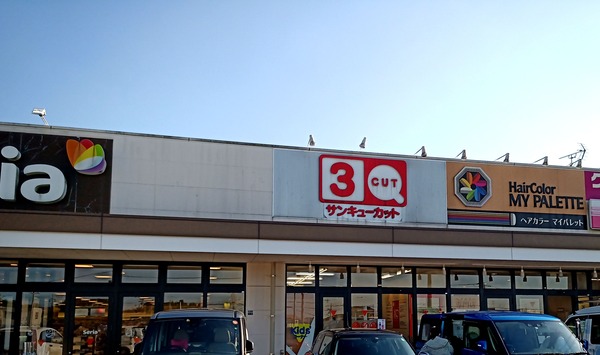 ia
3
CUT
サンキューカット
HairColor
MY PALETTE
ヘアカラー マイパレット
Seria
Kids